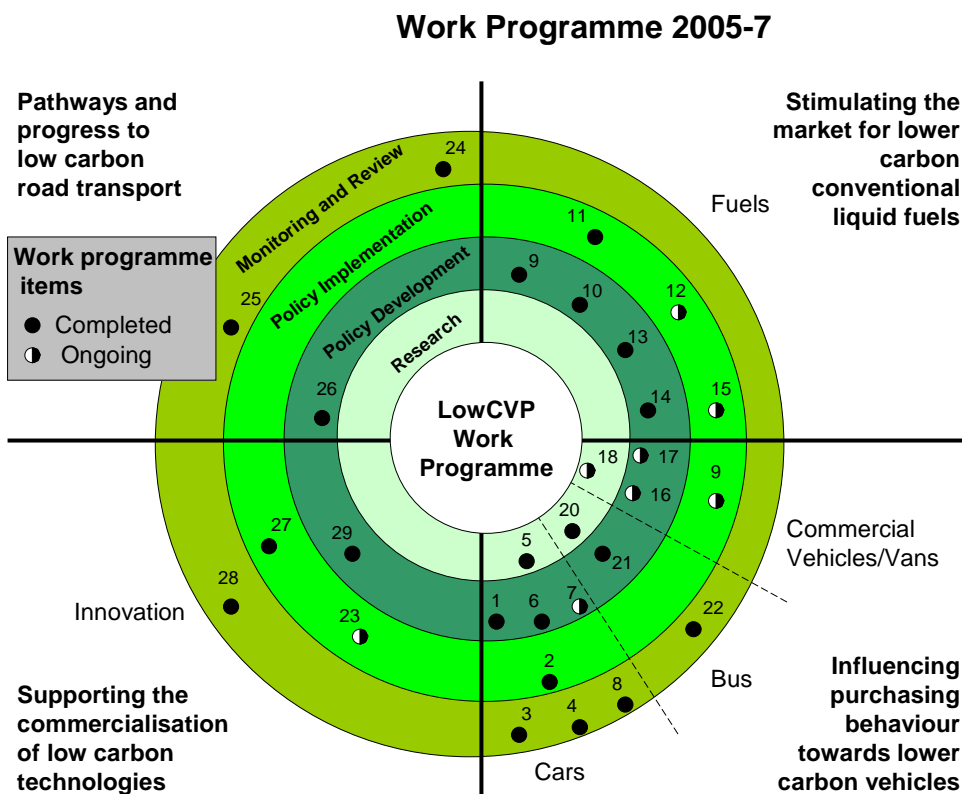 Work Programme 2005-7
Pathways and
progress to
low carbon
road transport
Stimulating the
market for lower
carbon
conventional
liquid fuels
Fuels
Work programme
items
Completed
Ongoing
Monitoring and Review
Policy Implementation
Policy Development
Research
24
25
26
11
9
10
12
13
14
15
LowCVP
Work
Programme
18
17
16
9
20
5
21
1
6
7
22
2
8
3
4
Commercial
Vehicles/Vans
Bus
Cars
27
29
28
23
Innovation
Supporting the
commercialisation
of low carbon
technologies
Influencing
purchasing
behaviour
towards lower
carbon vehicles